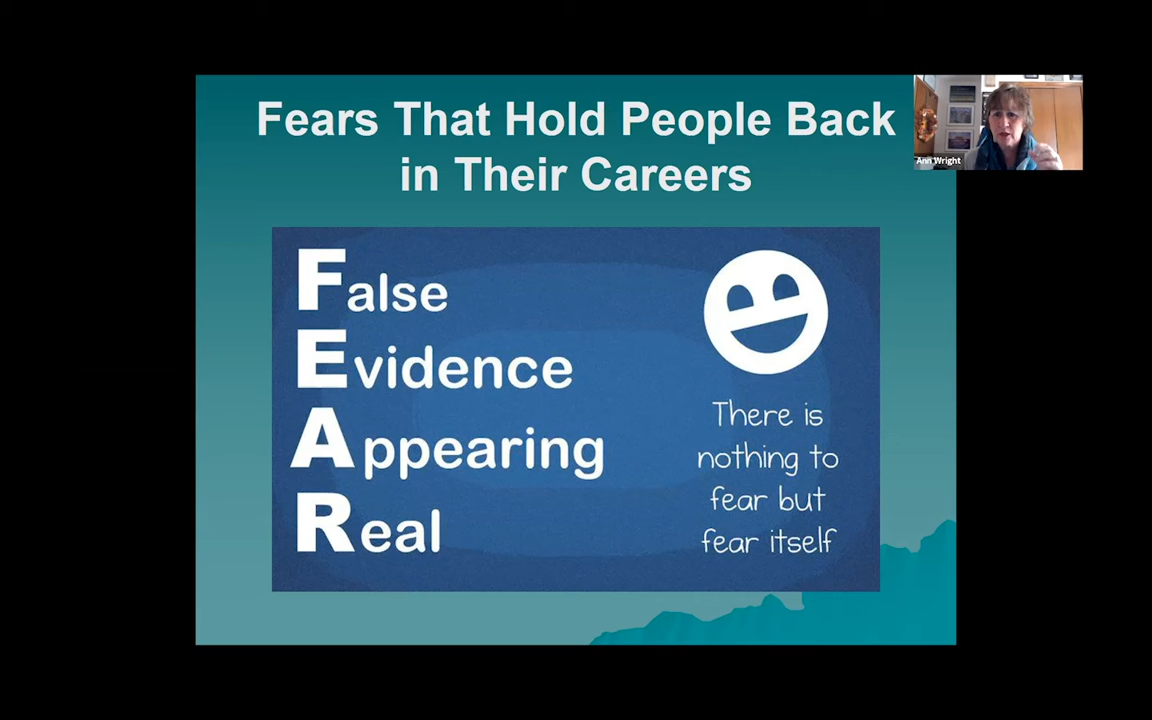 Fears That Hold People Back
in Their Careers
Ann Wright
False
Evidence
Appearing
Real
There is
nothing to
fear but
fear itself